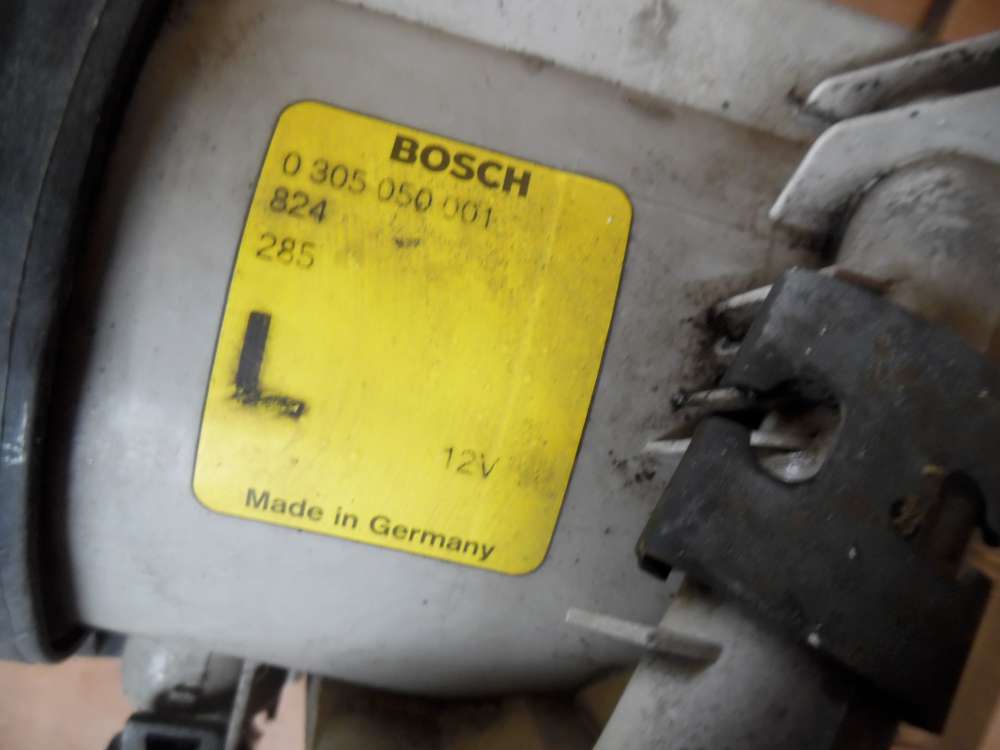 BOSCH
0 305 050 001
824
285
L
12V
Made in Germany